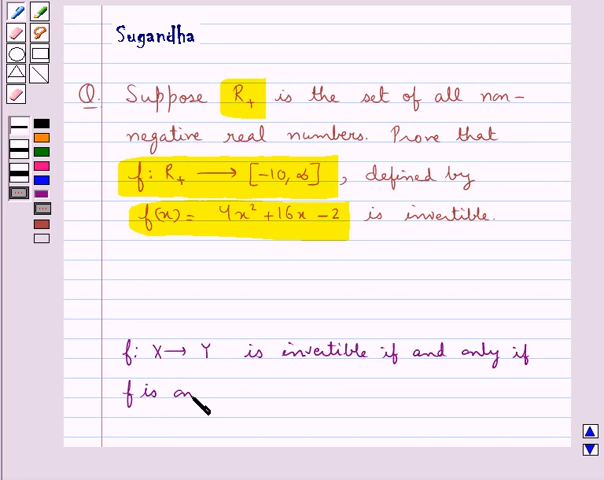 Sugandha
Q. Suppose R₊ is the set of all non-
negative real numbers. Prove that
f: R₊ ⟶ [-10, ∞], defined by
f(x) = 4x² + 16x - 2 is invertible.
f: X → Y is invertible if and only if
f is on